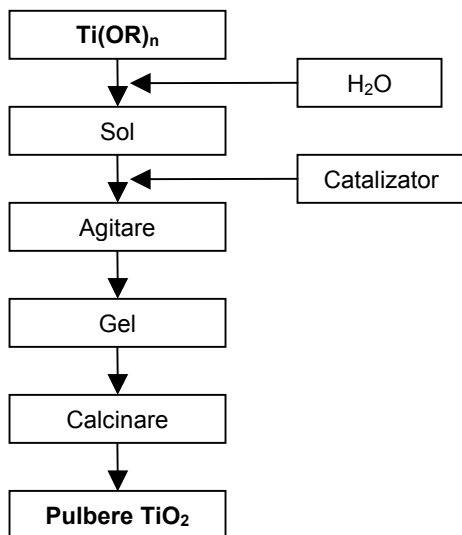 Ti(OR)ₙ
H₂O
Sol
Catalizator
Agitare
Gel
Calcinare
Pulbere TiO₂